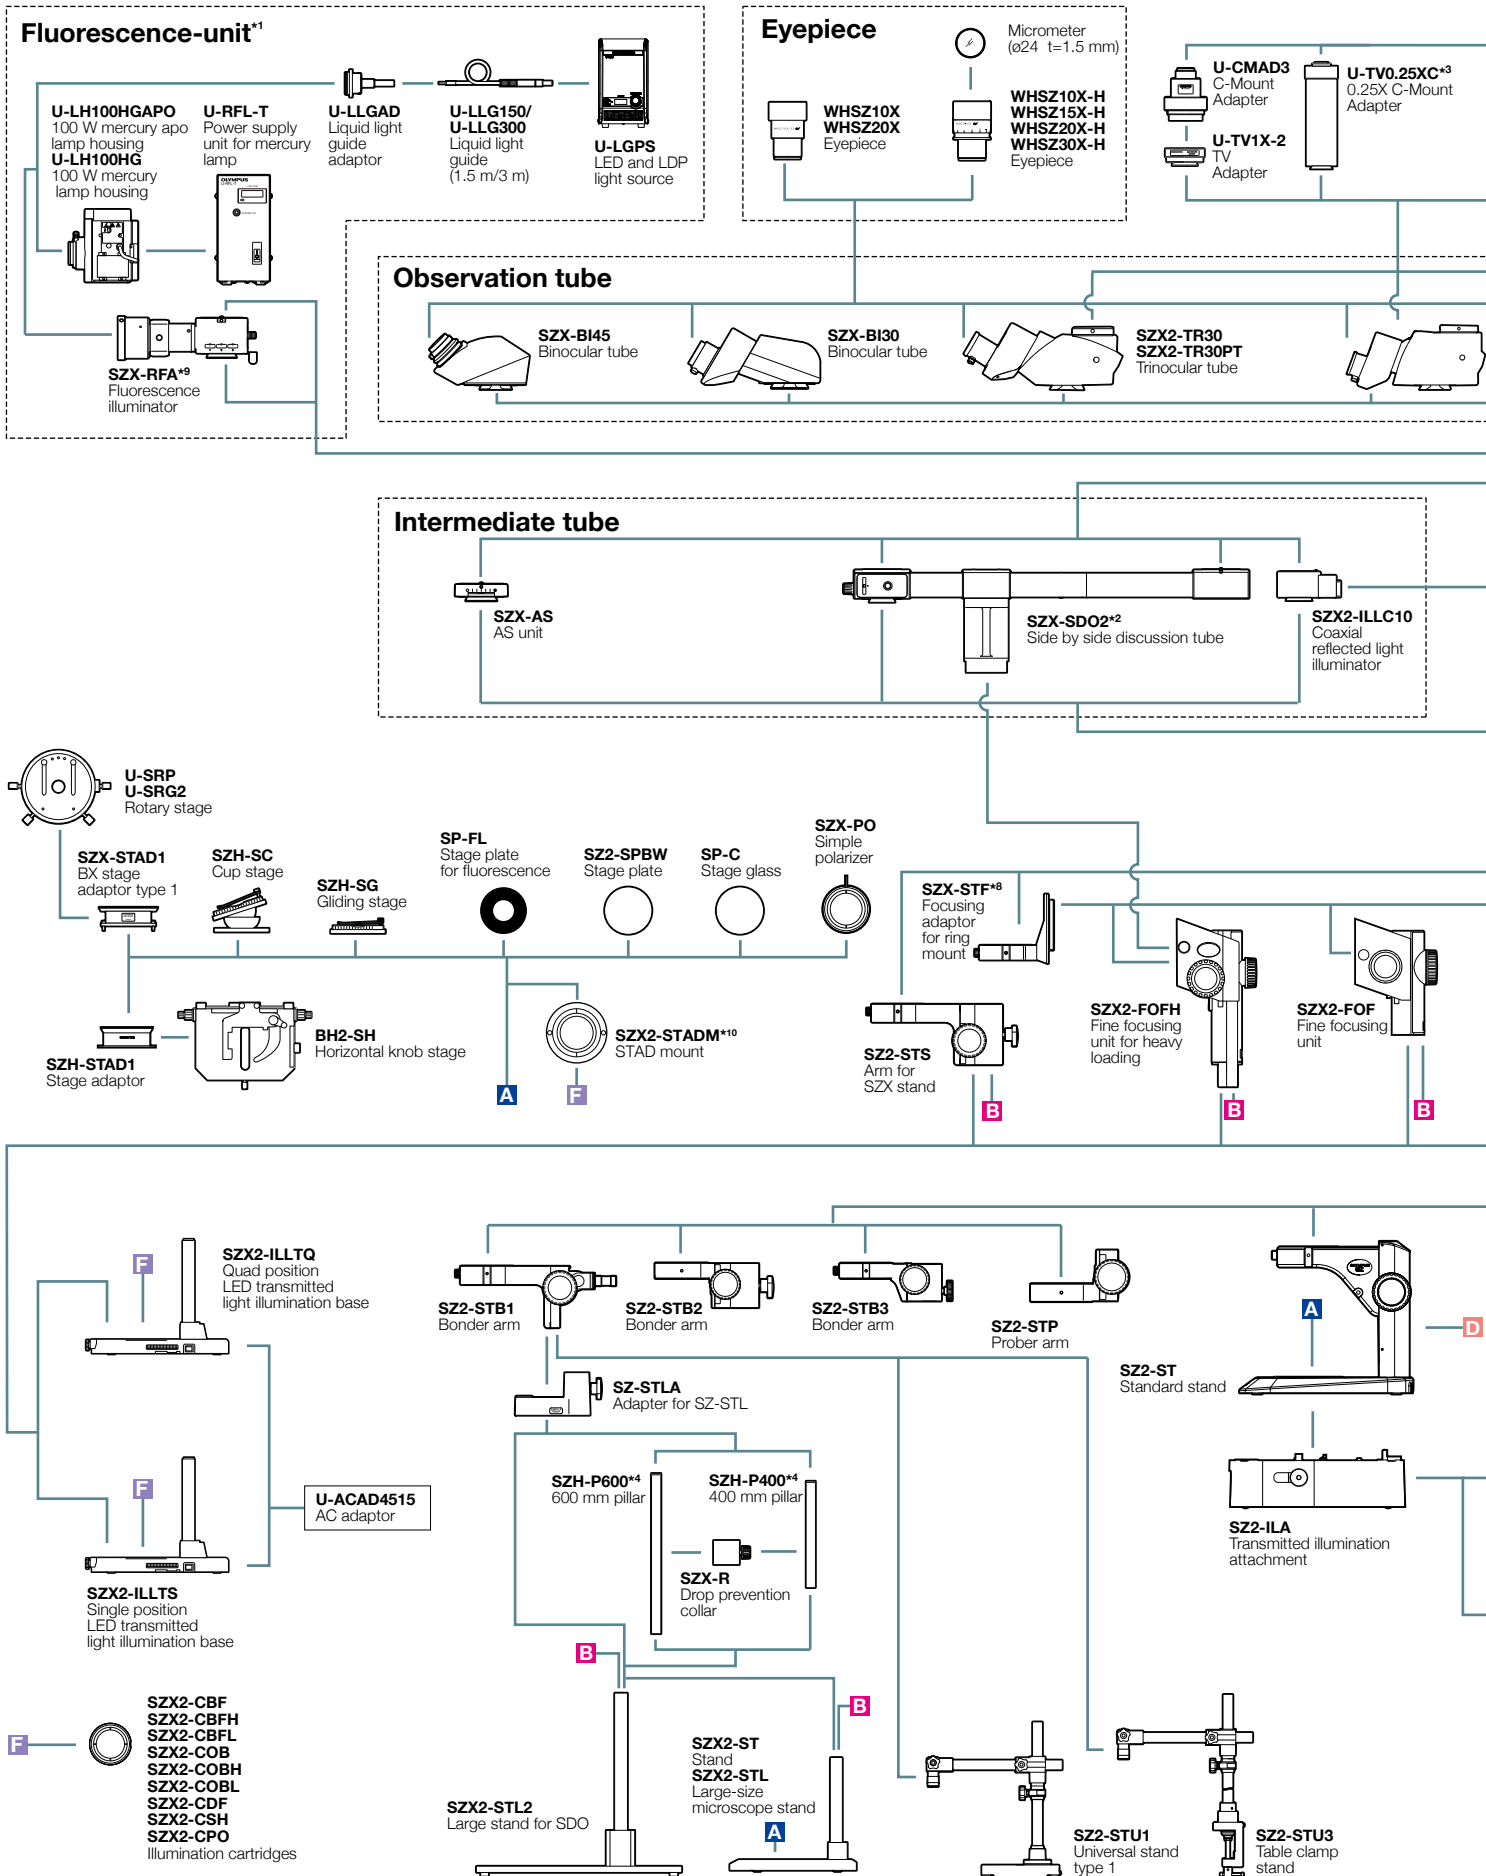 Fluorescence-unit*1
U-LH100HGAPO
100 W mercury apo
lamp housing
U-LH100HG
100 W mercury
lamp housing
U-RFL-T
Power supply
unit for mercury
lamp
OLYMPUS
U-LLGAD
Liquid light
guide
adaptor
U-LLG150/
U-LLG300
Liquid light
guide
(1.5 m/3 m)
U-LGPS
LED and LDP
light source
SZX-RFA*9
Fluorescence
illuminator
Eyepiece
Micrometer
(ø24 t=1.5 mm)
WHSZ10X
WHSZ20X
Eyepiece
WHSZ10X-H
WHSZ15X-H
WHSZ20X-H
WHSZ30X-H
Eyepiece
U-CMAD3
C-Mount
Adapter
U-TV1X-2
TV
Adapter
U-TV0.25XC*3
0.25X C-Mount
Adapter
Observation tube
SZX-BI45
Binocular tube
SZX-BI30
Binocular tube
SZX2-TR30
SZX2-TR30PT
Trinocular tube
Intermediate tube
SZX-AS
AS unit
SZX-SDO2*2
Side by side discussion tube
SZX2-ILLC10
Coaxial
reflected light
illuminator
U-SRP
U-SRG2
Rotary stage
SZX-STAD1
BX stage
adaptor type 1
SZH-SC
Cup stage
SZH-SG
Gliding stage
SP-FL
Stage plate
for fluorescence
SZ2-SPBW
Stage plate
SP-C
Stage glass
SZX-PO
Simple
polarizer
SZX-STF*8
Focusing
adaptor
for ring
mount
SZH-STAD1
Stage adaptor
BH2-SH
Horizontal knob stage
SZX2-STADM*10
STAD mount
A
F
SZ2-STS
Arm for
SZX stand
B
SZX2-FOFH
Fine focusing
unit for heavy
loading
B
SZX2-FOF
Fine focusing
unit
B
F
SZX2-ILLTQ
Quad position
LED transmitted
light illumination base
F
U-ACAD4515
AC adaptor
SZX2-ILLTS
Single position
LED transmitted
light illumination base
SZ2-STB1
Bonder arm
SZ2-STB2
Bonder arm
SZ2-STB3
Bonder arm
SZ2-STP
Prober arm
A
D
SZ2-ST
Standard stand
SZ-STLA
Adapter for SZ-STL
SZH-P600*4
600 mm pillar
SZH-P400*4
400 mm pillar
SZX-R
Drop prevention
collar
SZ2-ILA
Transmitted illumination
attachment
F
SZX2-CBF
SZX2-CBFH
SZX2-CBFL
SZX2-COB
SZX2-COBH
SZX2-COBL
SZX2-CDF
SZX2-CSH
SZX2-CPO
Illumination cartridges
B
SZX2-STL2
Large stand for SDO
B
SZX2-ST
Stand
SZX2-STL
Large-size
microscope stand
A
SZ2-STU1
Universal stand
type 1
SZ2-STU3
Table clamp
stand